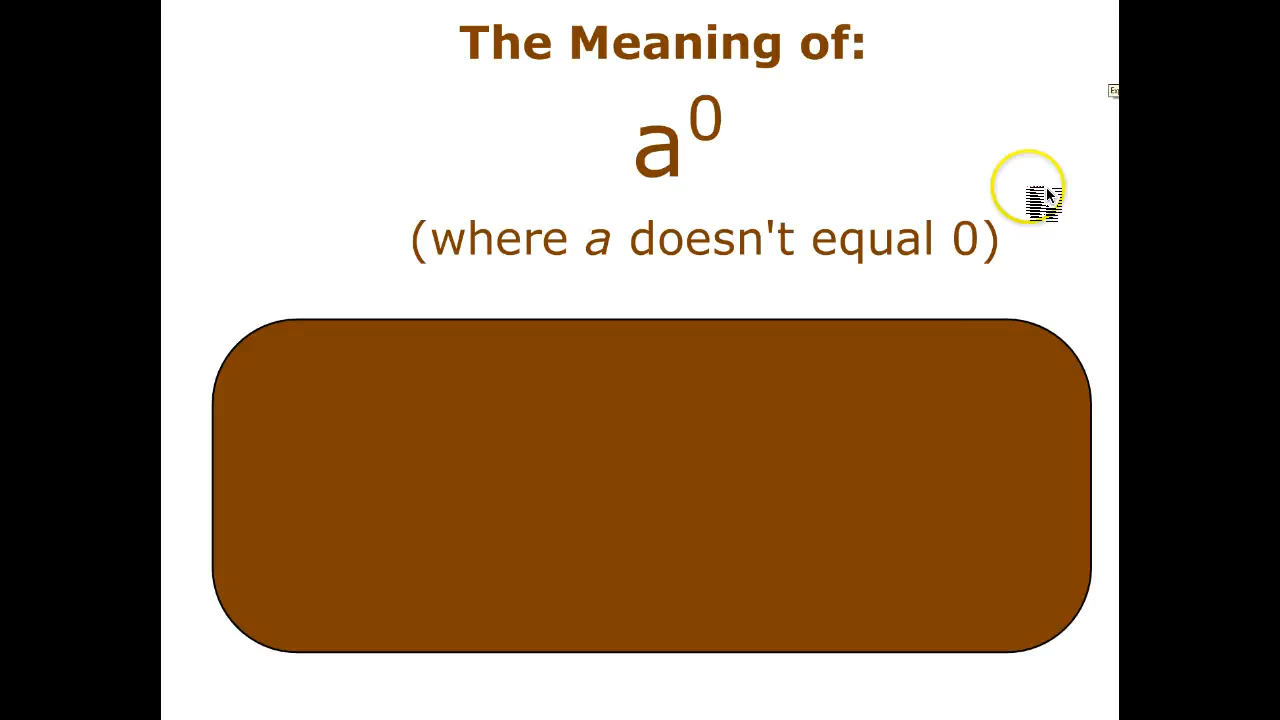 The Meaning of:
a⁰
(where a doesn't equal 0)